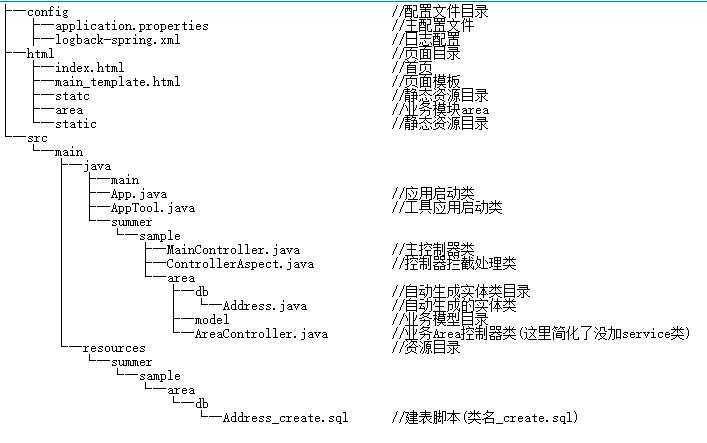 ├──config //配置文件目录
│ ├──application.properties //主配置文件
│ ├──logback-spring.xml //日志配置
├──html //页面目录
│ ├──index.html //首页
│ ├──main_template.html //页面模板
│ ├──statc //静态资源目录
│ ├──area //业务模块area
│ ├──static //静态资源目录
├──src
│ └──main
│ ├──java
│ │ ├──main
│ │ ├──App.java //应用启动类
│ │ ├──AppTool.java //工具应用启动类
│ │ └──summer
│ │ └──sample
│ │ ├──MainController.java //主控制器类
│ │ ├──ControllerAspect.java //控制器拦截处理类
│ │ └──area
│ │ ├──db //自动生成实体类目录
│ │ │ └──Address.java //自动生成的实体类
│ │ ├──model //业务模型目录
│ │ └──AreaController.java //业务Area控制器类(这里简化了没加service类)
│ └──resources //资源目录
│ └──summer
│ └──sample
│ └──area
│ └──db
│ └──Address_create.sql //建表脚本(类名_create.sql)